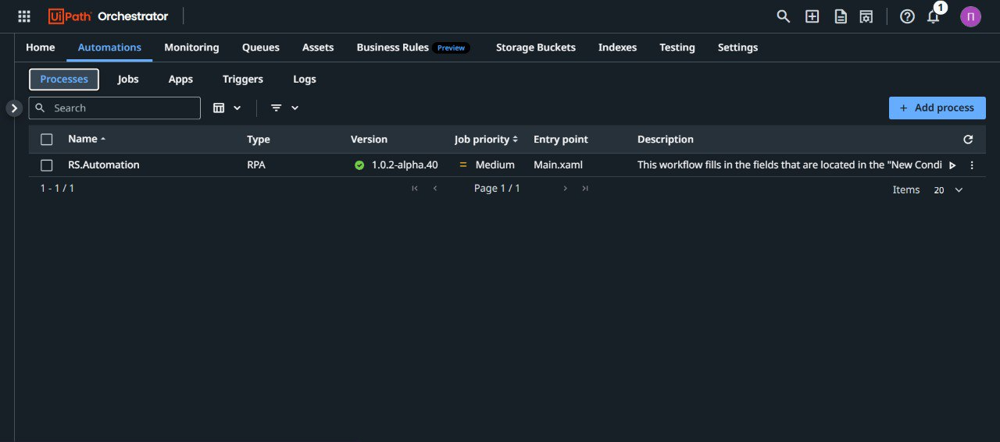 UiPath Orchestrator
1
П
Home Automations Monitoring Queues Assets Business Rules Preview Storage Buckets Indexes Testing Settings
Processes Jobs Apps Triggers Logs
Search
+ Add process
Name Type Version Job priority Entry point Description
RS.Automation RPA 1.0.2-alpha.40 = Medium Main.xaml This workflow fills in the fields that are located in the "New Condi
1 - 1 / 1 Page 1 / 1 Items 20